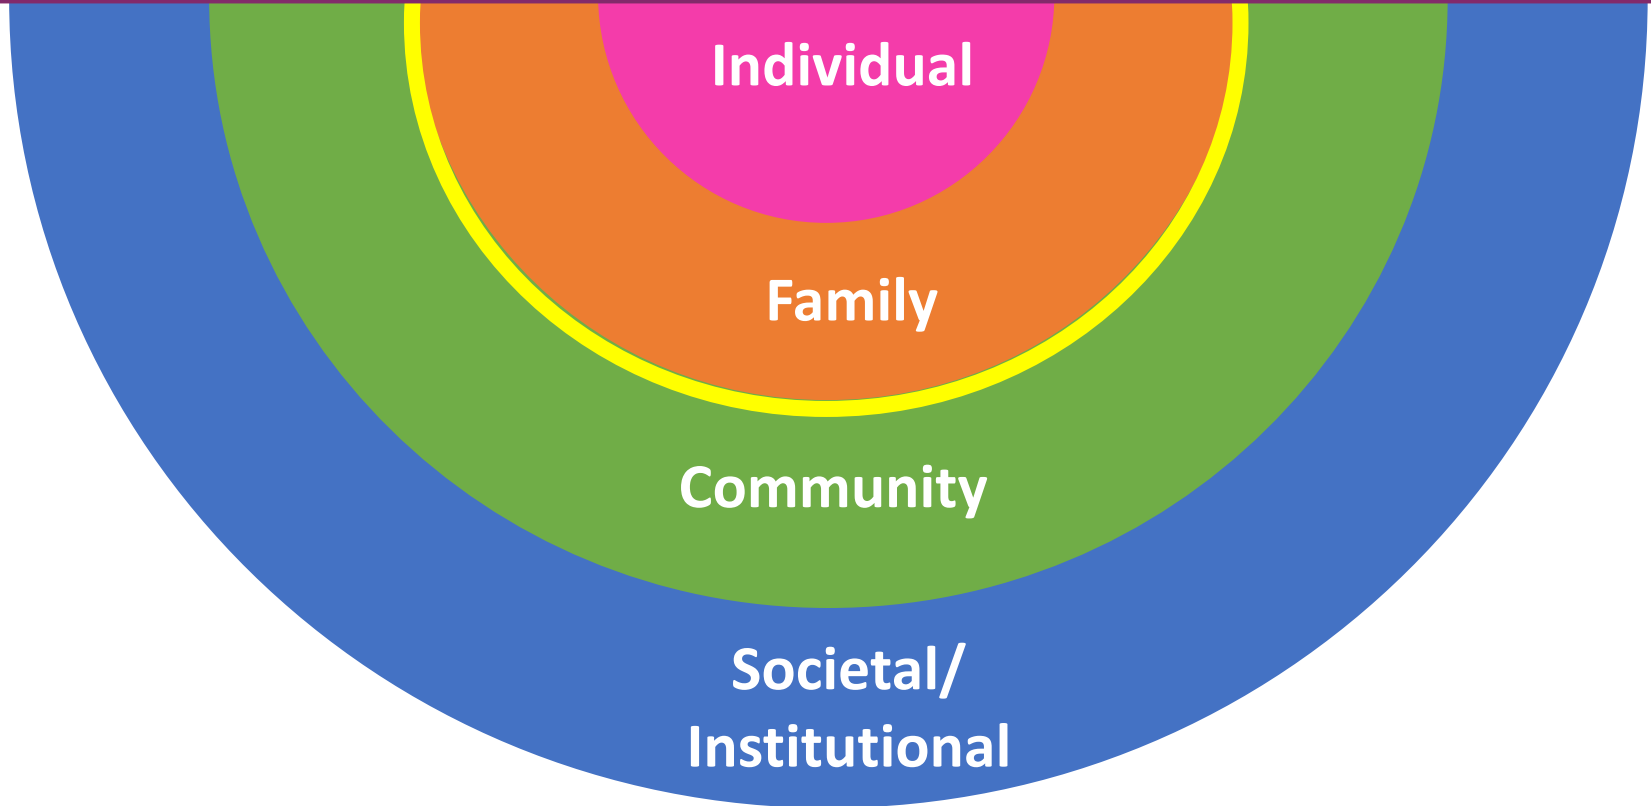 Individual
Family
Community
Societal/
Institutional